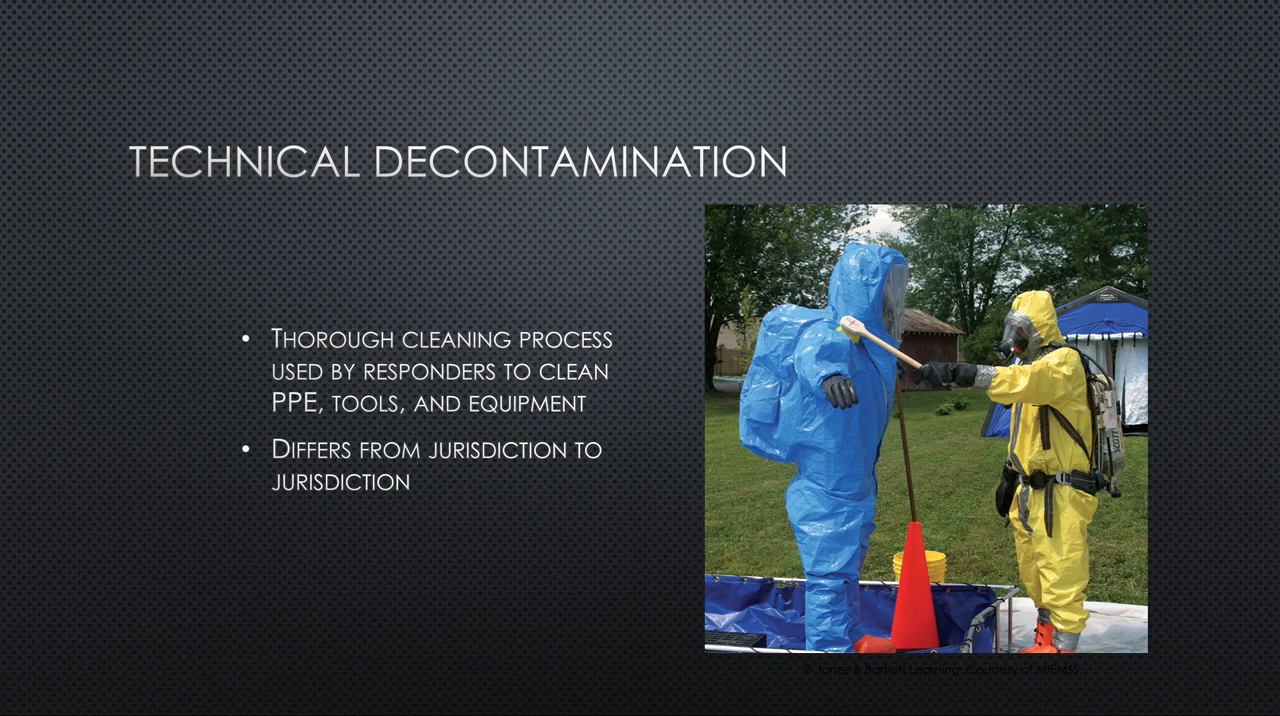 TECHNICAL DECONTAMINATION
• THOROUGH CLEANING PROCESS
USED BY RESPONDERS TO CLEAN
PPE, TOOLS, AND EQUIPMENT
• DIFFERS FROM JURISDICTION TO
JURISDICTION
© Jones & Bartlett Learning. Courtesy of MIEMSS.